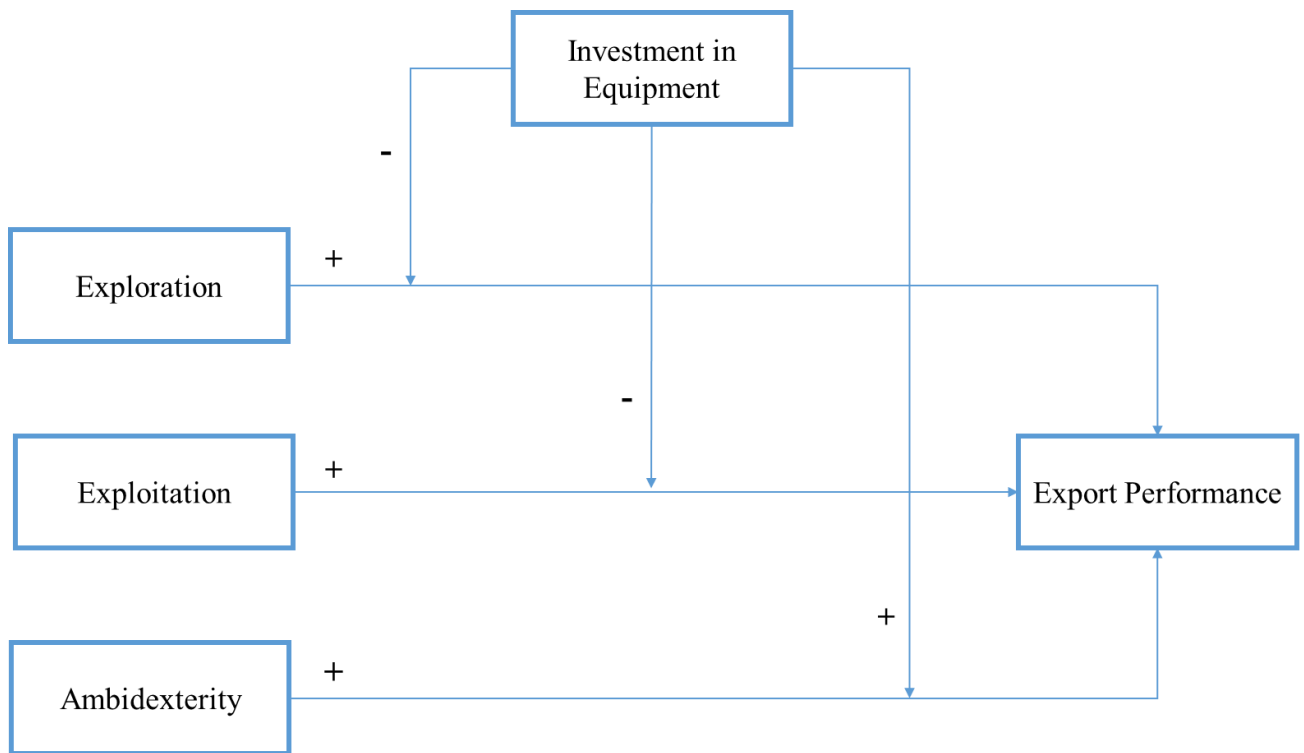 Investment in
Equipment
-
+
Exploration
-
+
Exploitation
Export Performance
+
+
Ambidexterity